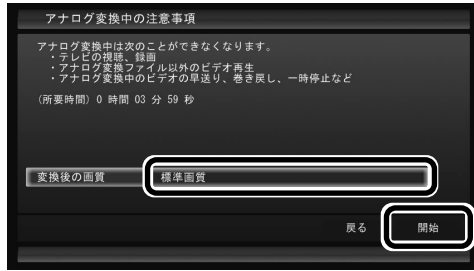 アナログ変換中の注意事項
アナログ変換中は次のことができなくなります。
・テレビの視聴、録画
・アナログ変換ファイル以外のビデオ再生
・アナログ変換中のビデオの早送り、巻き戻し、一時停止など
(所要時間) 0 時間 03 分 59 秒
変換後の画質 標準画質
戻る 開始